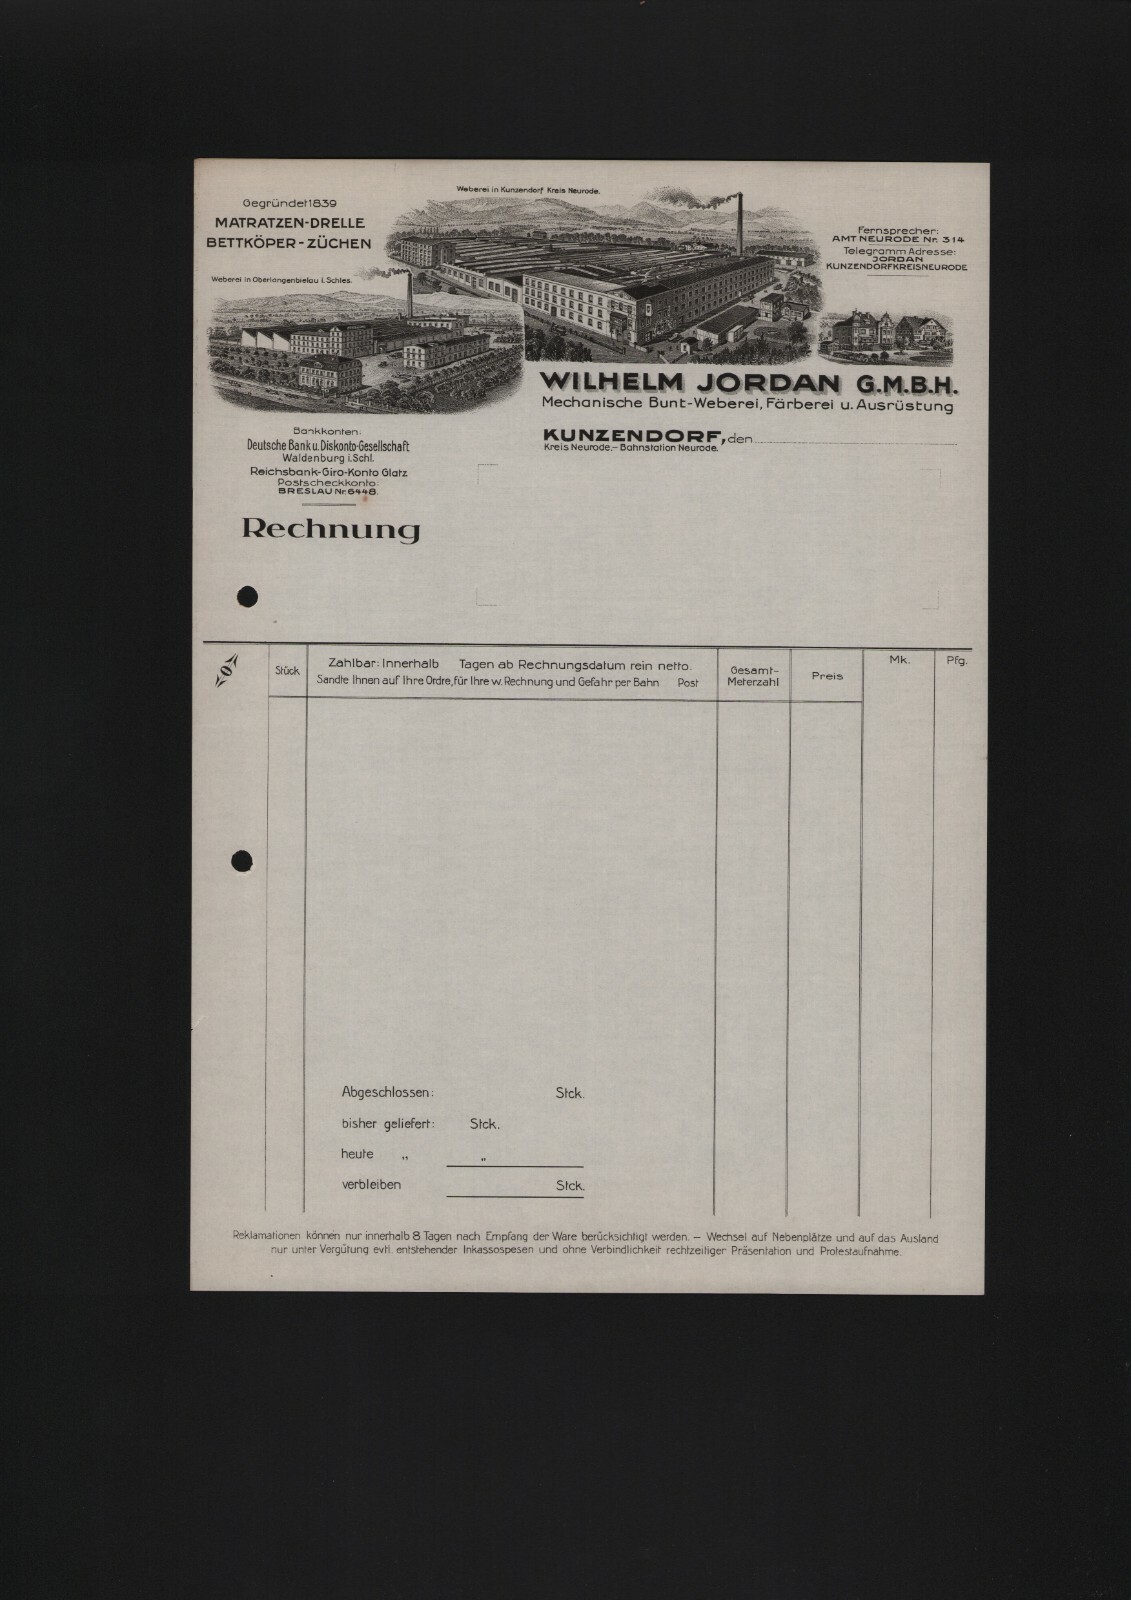 Weberei in Kunzendorf Kreis Neurode.
Gegründet 1839
MATRATZEN-DRELLE
BETTKÖPER-ZÜCHEN
Weberei in Oberlangenbielau i. Schles.
Fernsprecher:
AMT NEURODE Nr. 314
Telegramm Adresse:
JORDAN
KUNZENDORFKREISNEURODE
WILHELM JORDAN G.M.B.H.
Mechanische Bunt-Weberei, Färberei u. Ausrüstung
KUNZENDORF, den
Kreis Neurode.- Bahnstation Neurode.
Bankkonten:
Deutsche Bank u. Diskonto-Gesellschaft
Waldenburg i. Schl.
Reichsbank-Giro-Konto Glatz
Postscheckkonto:
BRESLAU Nr. 6448.
Rechnung
Stück
Zahlbar: Innerhalb Tagen ab Rechnungsdatum rein netto.
Sandte Ihnen auf Ihre Ordre, für Ihre w. Rechnung und Gefahr per Bahn Post
Gesamt-
Meterzahl
Preis
Mk.
Pfg.
Abgeschlossen: Stck.
bisher geliefert: Stck.
heute „ „
verbleiben Stck.
Reklamationen können nur innerhalb 8 Tagen nach Empfang der Ware berücksichtigt werden. – Wechsel auf Nebenplätze und auf das Ausland
nur unter Vergütung evtl. entstehender Inkassospesen und ohne Verbindlichkeit rechtzeitiger Präsentation und Protestaufnahme.